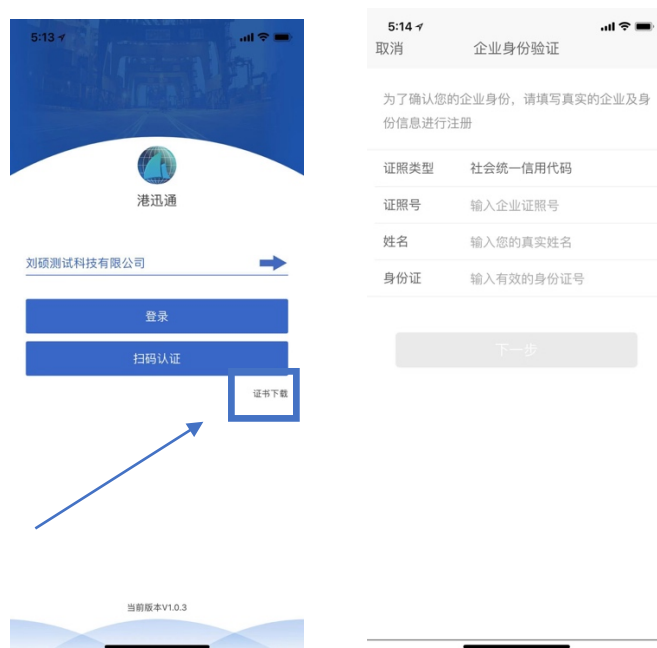 5:13
港迅通
刘硕测试科技有限公司
登录
扫码认证
证书下载
当前版本V1.0.3
5:14
取消 企业身份验证
为了确认您的企业身份，请填写真实的企业及身
份信息进行注册
证照类型 社会统一信用代码
证照号 输入企业证照号
姓名 输入您的真实姓名
身份证 输入有效的身份证号
下一步